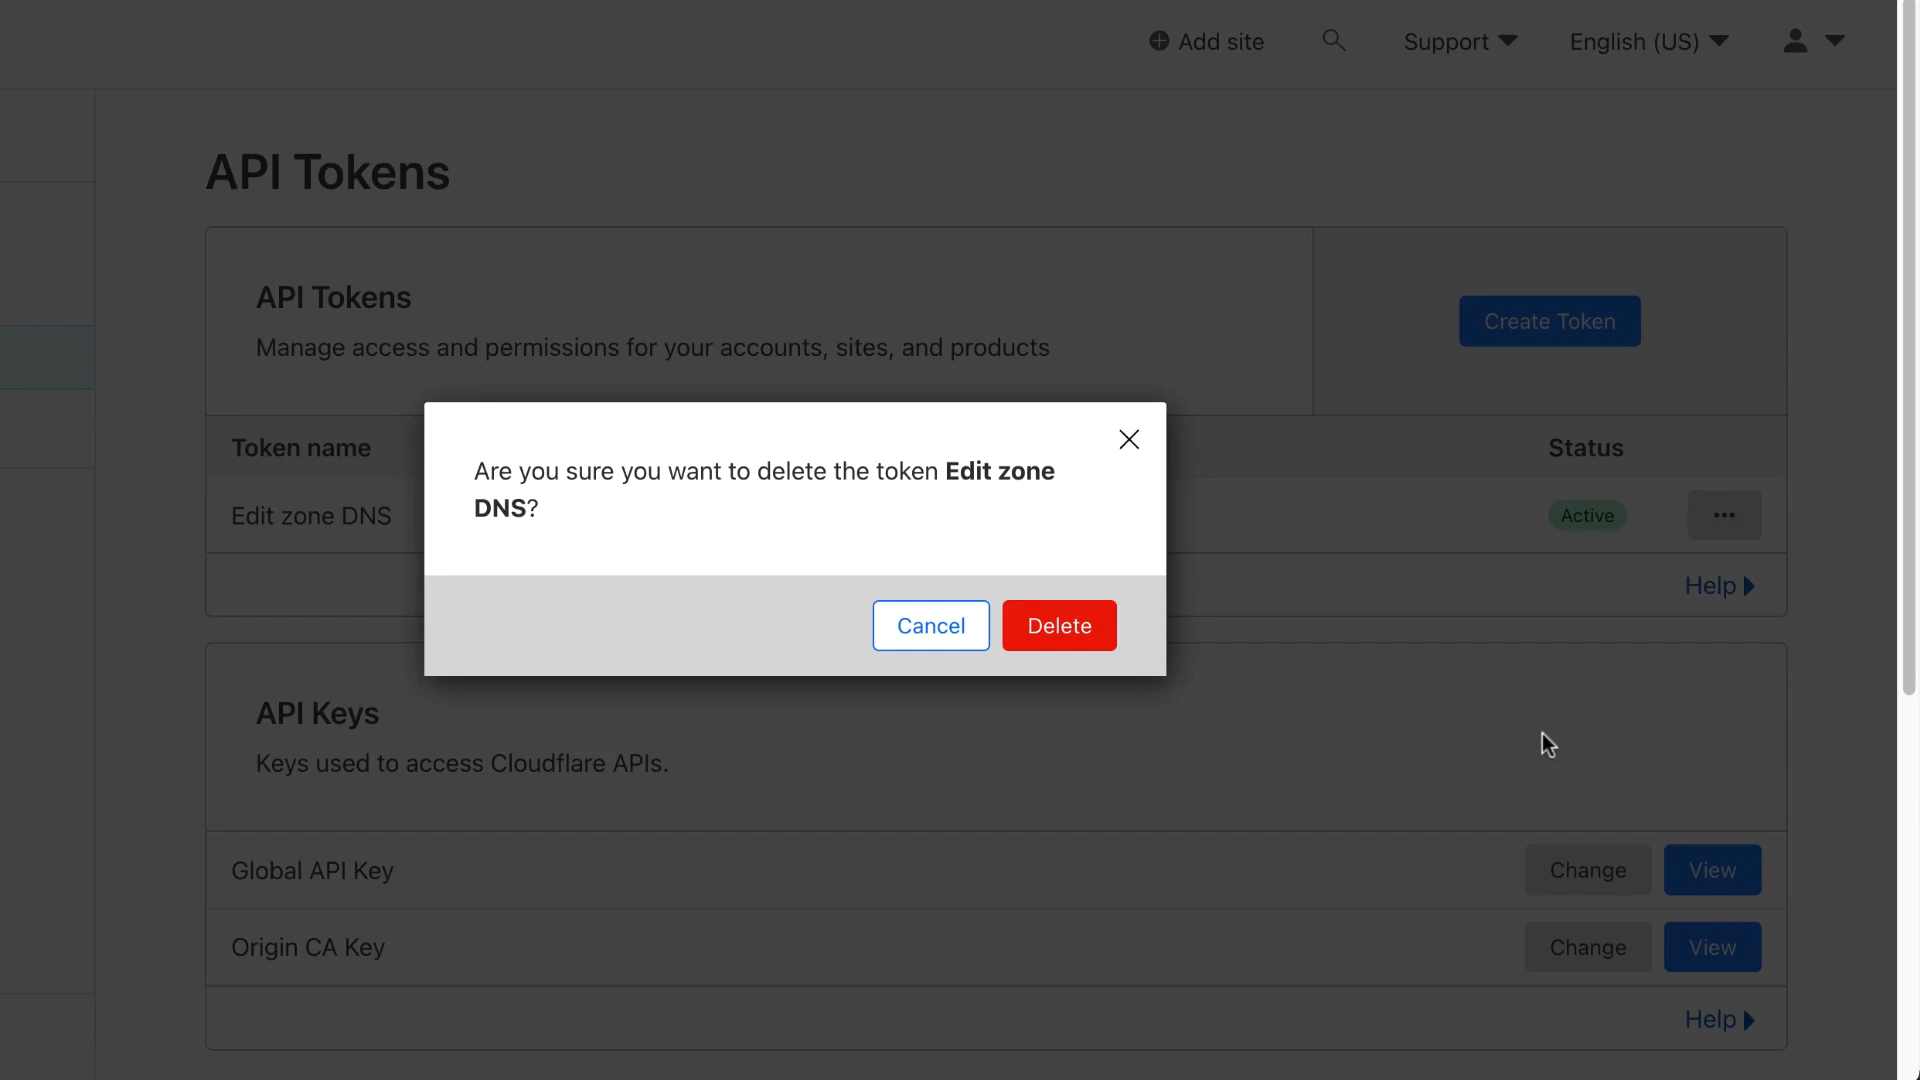 Add site
Support
English (US)
API Tokens
API Tokens
Manage access and permissions for your accounts, sites, and products
Create Token
Token name
Status
Edit zone DNS
Active
Help
Are you sure you want to delete the token Edit zone
DNS?
Cancel
Delete
API Keys
Keys used to access Cloudflare APIs.
Global API Key
Change
View
Origin CA Key
Change
View
Help